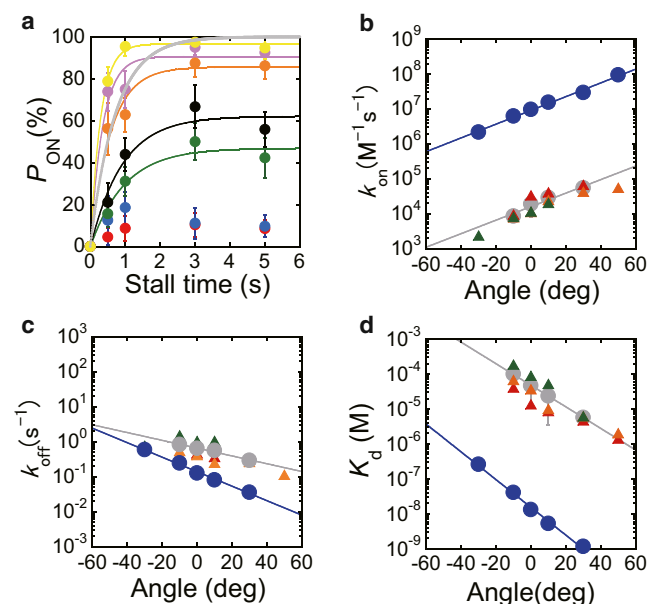 a
100
80
60
40
20
0
P_ON(%)
0 1 2 3 4 5 6
Stall time (s)
b
10^9
10^8
10^7
10^6
10^5
10^4
10^3
k_on (M^-1 s^-1)
-60 -40 -20 0 20 40 60
Angle (deg)
c
10^5
10^4
10^3
10^2
10^1
10^0
10^-1
10^-2
10^-3
k_off (s^-1)
-60 -40 -20 0 20 40 60
Angle (deg)
d
10^-3
10^-4
10^-5
10^-6
10^-7
10^-8
10^-9
K_d (M)
-60 -40 -20 0 20 40 60
Angle(deg)